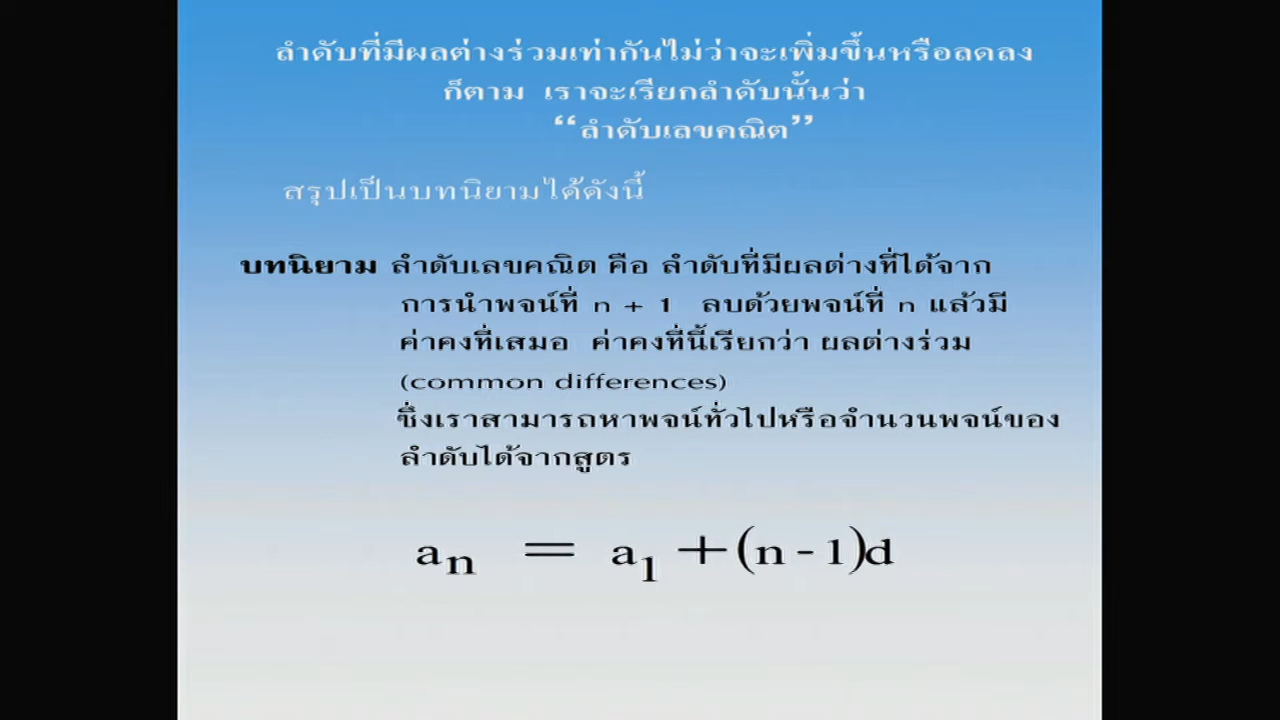 ลำดับที่มีผลต่างร่วมเท่ากันไม่ว่าจะเพิ่มขึ้นหรือลดลง
ก็ตาม เราจะเรียกลำดับนั้นว่า
“ลำดับเลขคณิต”
สรุปเป็นบทนิยามได้ดังนี้
บทนิยาม ลำดับเลขคณิต คือ ลำดับที่มีผลต่างที่ได้จาก
การนำพจน์ที่ n + 1 ลบด้วยพจน์ที่ n แล้วมี
ค่าคงที่เสมอ ค่าคงที่นี้เรียกว่า ผลต่างร่วม
(common differences)
ซึ่งเราสามารถหาพจน์ทั่วไปหรือจำนวนพจน์ของ
ลำดับได้จากสูตร
aₙ = a₁ + (n - 1)d